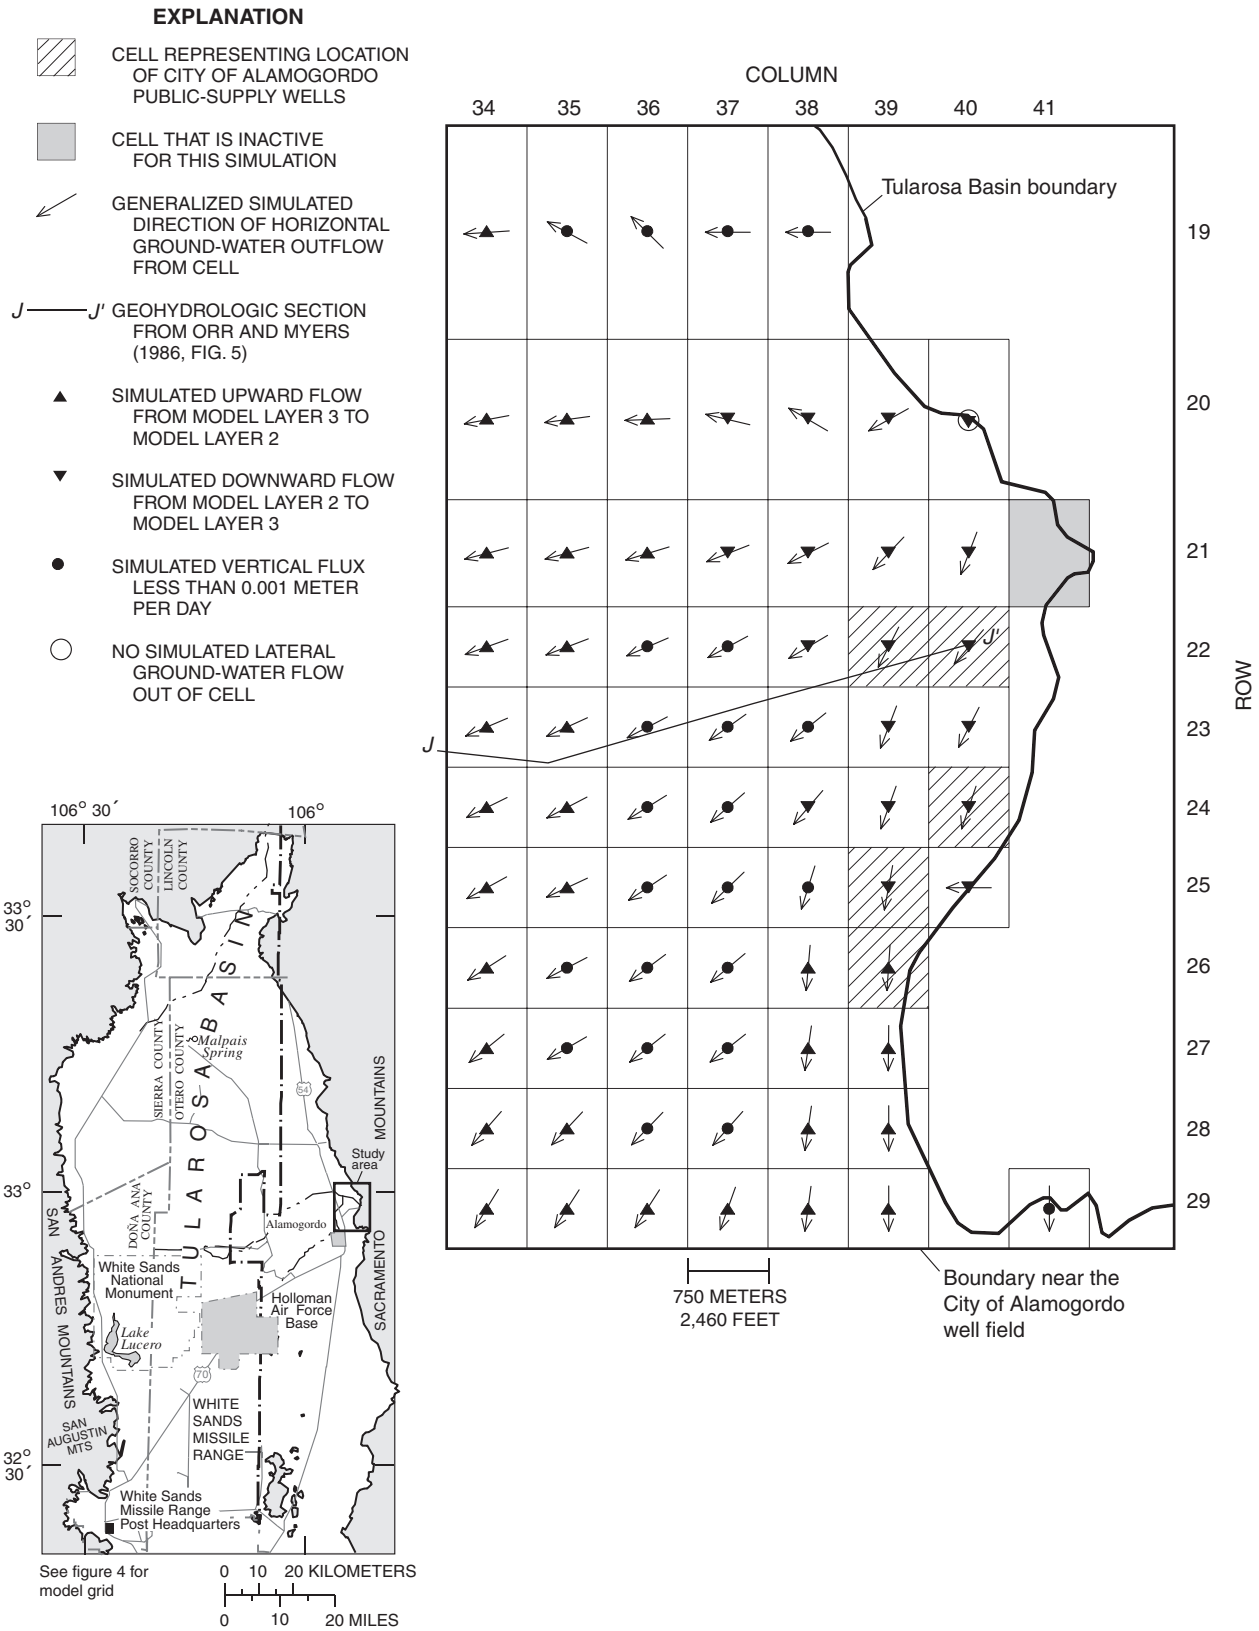 EXPLANATION
CELL REPRESENTING LOCATION
OF CITY OF ALAMOGORDO
PUBLIC-SUPPLY WELLS
CELL THAT IS INACTIVE
FOR THIS SIMULATION
GENERALIZED SIMULATED
DIRECTION OF HORIZONTAL
GROUND-WATER OUTFLOW
FROM CELL
J J' GEOHYDROLOGIC SECTION
FROM ORR AND MYERS
(1986, FIG. 5)
SIMULATED UPWARD FLOW
FROM MODEL LAYER 3 TO
MODEL LAYER 2
SIMULATED DOWNWARD FLOW
FROM MODEL LAYER 2 TO
MODEL LAYER 3
SIMULATED VERTICAL FLUX
LESS THAN 0.001 METER
PER DAY
NO SIMULATED LATERAL
GROUND-WATER FLOW
OUT OF CELL
COLUMN
34 35 36 37 38 39 40 41
Tularosa Basin boundary
19
20
21
22
23
24
25
26
27
28
29
ROW
J
J'
750 METERS
2,460 FEET
Boundary near the
City of Alamogordo
well field
106° 30′ 106°
33°
30′
33°
32°
30′
SOCORRO
COUNTY
LINCOLN
COUNTY
TULAROSA BASIN
SIERRA COUNTY
OTERO COUNTY
Malpais
Spring
54
MOUNTAINS
Study
area
DOÑA ANA
COUNTY
Alamogordo
SAN
ANDRES MOUNTAINS
SACRAMENTO
White Sands
National
Monument
Holloman
Air Force
Base
Lake
Lucero
70
WHITE
SANDS
MISSILE
RANGE
SAN
AUGUSTIN
MTS
White Sands
Missile Range
Post Headquarters
See figure 4 for
model grid
0 10 20 KILOMETERS
0 10 20 MILES